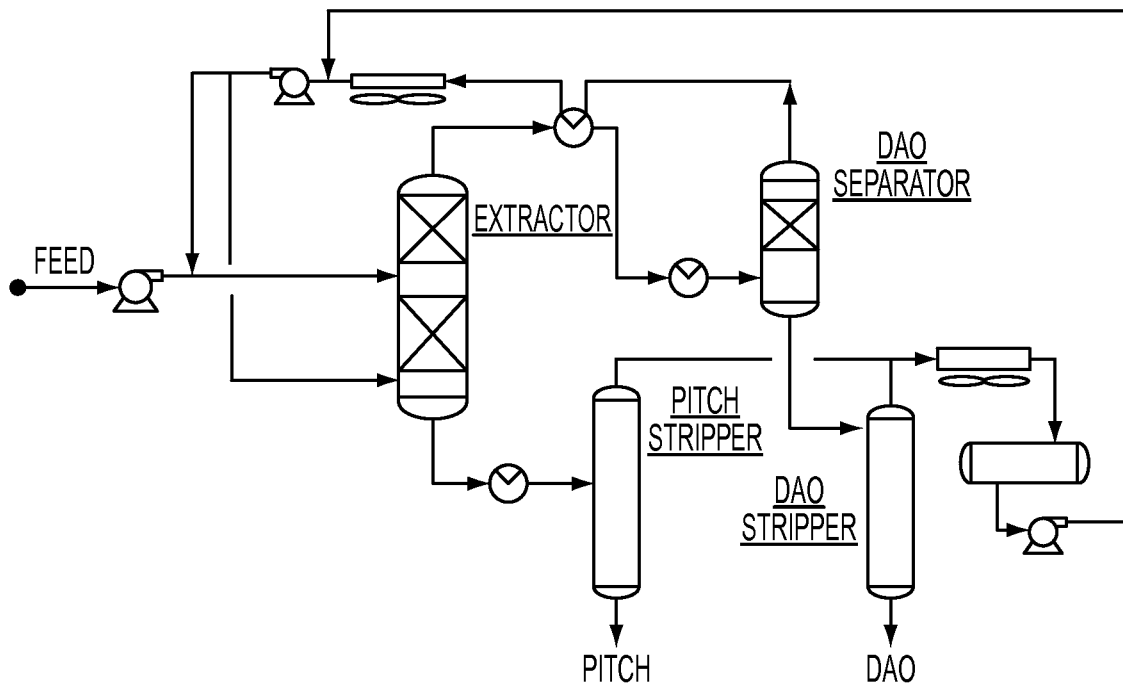 DAO
SEPARATOR
EXTRACTOR
FEED
PITCH
STRIPPER
DAO
STRIPPER
PITCH
DAO